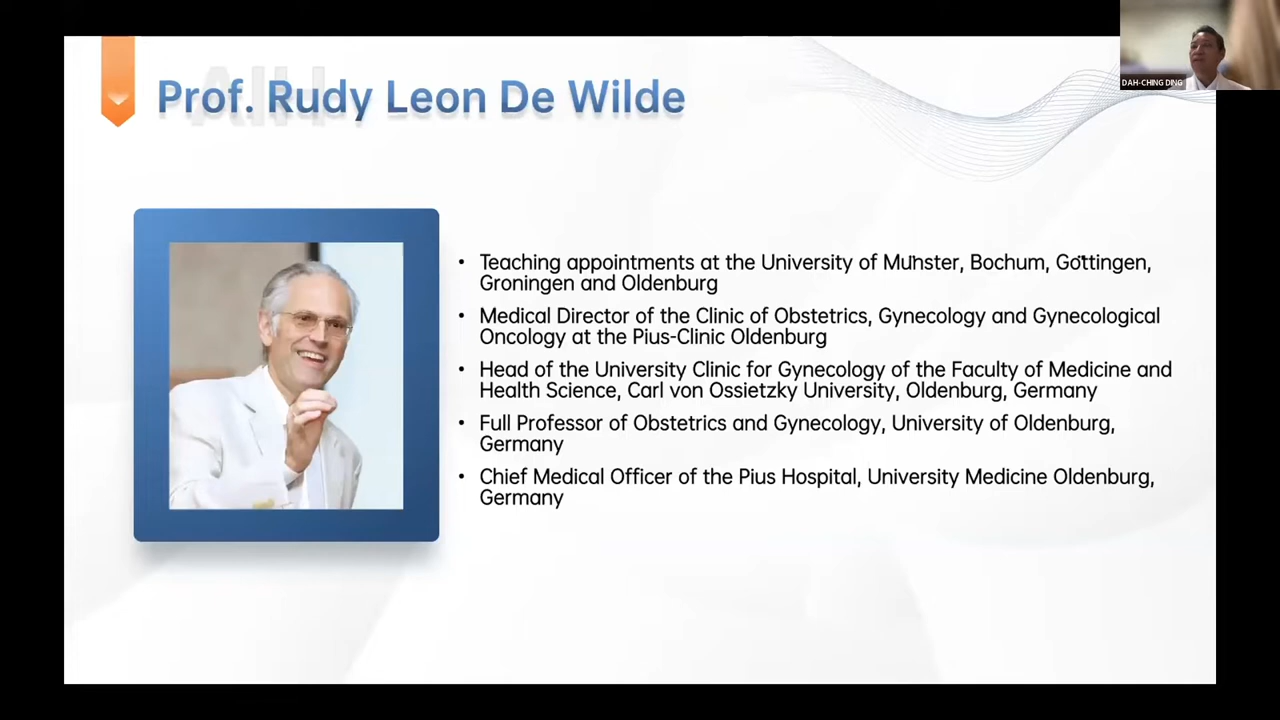 Prof. Rudy Leon De Wilde
DAH-CHING DING
• Teaching appointments at the University of Münster, Bochum, Göttingen,
Groningen and Oldenburg
• Medical Director of the Clinic of Obstetrics, Gynecology and Gynecological
Oncology at the Pius-Clinic Oldenburg
• Head of the University Clinic for Gynecology of the Faculty of Medicine and
Health Science, Carl von Ossietzky University, Oldenburg, Germany
• Full Professor of Obstetrics and Gynecology, University of Oldenburg,
Germany
• Chief Medical Officer of the Pius Hospital, University Medicine Oldenburg,
Germany